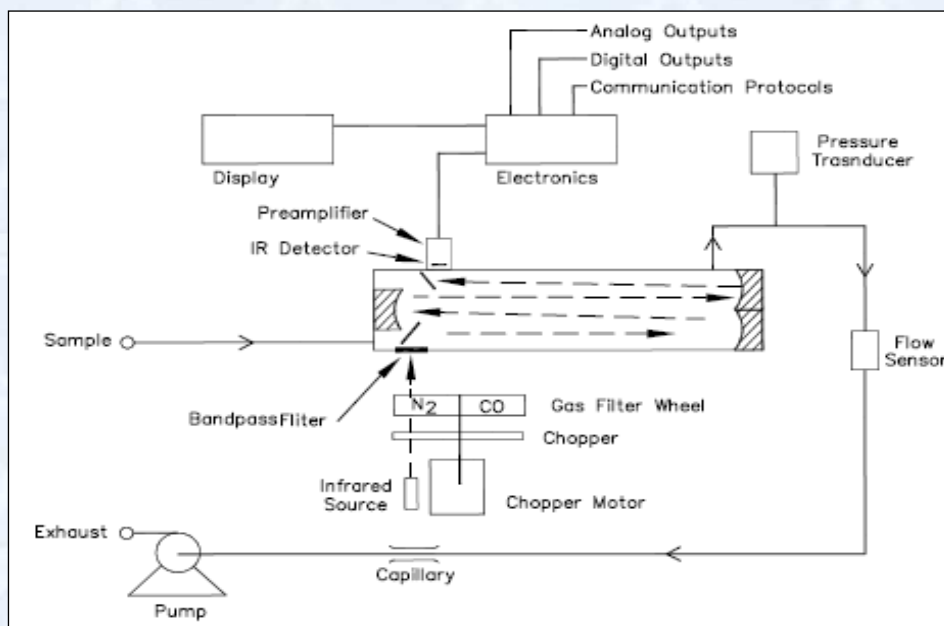 Analog Outputs
Digital Outputs
Communication Protocals
Pressure
Trasnducer
Display
Electronics
Preamplifier
IR Detector
Sample
Flow
Sensor
N2
CO
Gas Filter Wheel
BandpassFliter
Chopper
Infrared
Source
Chopper Motor
Exhaust
Capillary
Pump